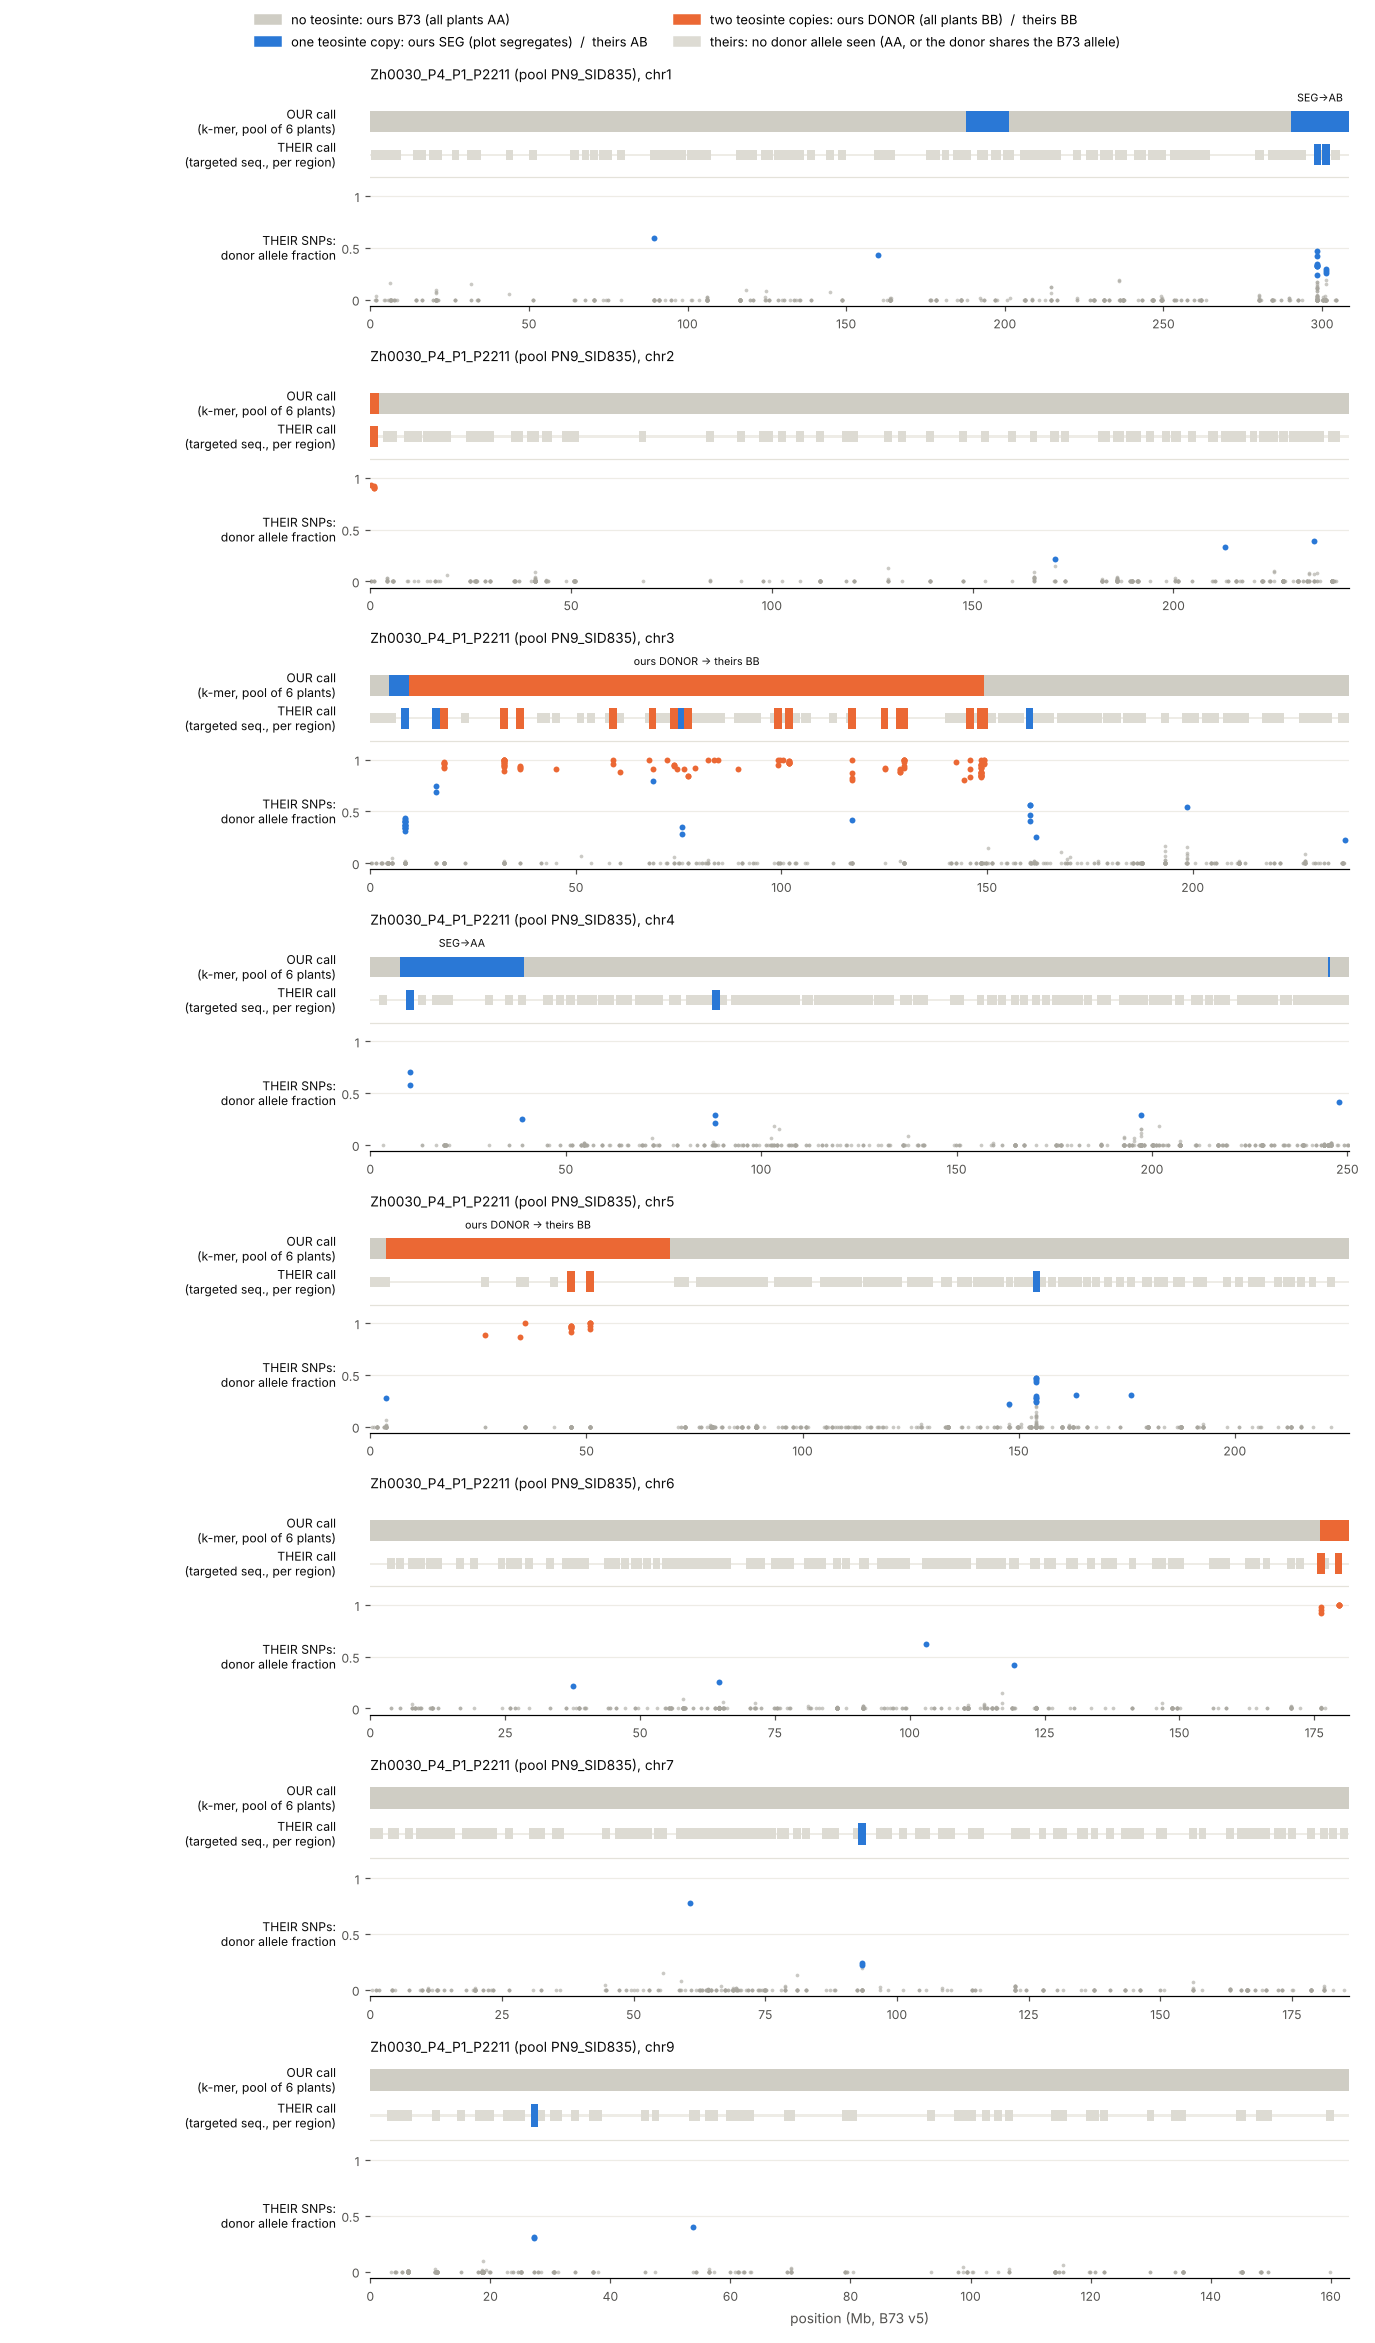 no teosinte: ours B73 (all plants AA)
two teosinte copies: ours DONOR (all plants BB)  /  theirs BB
one teosinte copy: ours SEG (plot segregates)  /  theirs AB
theirs: no donor allele seen (AA, or the donor shares the B73 allele)
Zh0030_P4_P1_P2211 (pool PN9_SID835), chr1
SEG→AB
OUR call
(k-mer, pool of 6 plants)
THEIR call
(targeted seq., per region)
1
THEIR SNPs:
donor allele fraction
0.5
0
0 50 100 150 200 250 300
Zh0030_P4_P1_P2211 (pool PN9_SID835), chr2
OUR call
(k-mer, pool of 6 plants)
THEIR call
(targeted seq., per region)
1
THEIR SNPs:
donor allele fraction
0.5
0
0 50 100 150 200
Zh0030_P4_P1_P2211 (pool PN9_SID835), chr3
ours DONOR → theirs BB
OUR call
(k-mer, pool of 6 plants)
THEIR call
(targeted seq., per region)
1
THEIR SNPs:
donor allele fraction
0.5
0
0 50 100 150 200
Zh0030_P4_P1_P2211 (pool PN9_SID835), chr4
SEG→AA
OUR call
(k-mer, pool of 6 plants)
THEIR call
(targeted seq., per region)
1
THEIR SNPs:
donor allele fraction
0.5
0
0 50 100 150 200 250
Zh0030_P4_P1_P2211 (pool PN9_SID835), chr5
ours DONOR → theirs BB
OUR call
(k-mer, pool of 6 plants)
THEIR call
(targeted seq., per region)
1
THEIR SNPs:
donor allele fraction
0.5
0
0 50 100 150 200
Zh0030_P4_P1_P2211 (pool PN9_SID835), chr6
OUR call
(k-mer, pool of 6 plants)
THEIR call
(targeted seq., per region)
1
THEIR SNPs:
donor allele fraction
0.5
0
0 25 50 75 100 125 150 175
Zh0030_P4_P1_P2211 (pool PN9_SID835), chr7
OUR call
(k-mer, pool of 6 plants)
THEIR call
(targeted seq., per region)
1
THEIR SNPs:
donor allele fraction
0.5
0
0 25 50 75 100 125 150 175
Zh0030_P4_P1_P2211 (pool PN9_SID835), chr9
OUR call
(k-mer, pool of 6 plants)
THEIR call
(targeted seq., per region)
1
THEIR SNPs:
donor allele fraction
0.5
0
0 20 40 60 80 100 120 140 160
position (Mb, B73 v5)